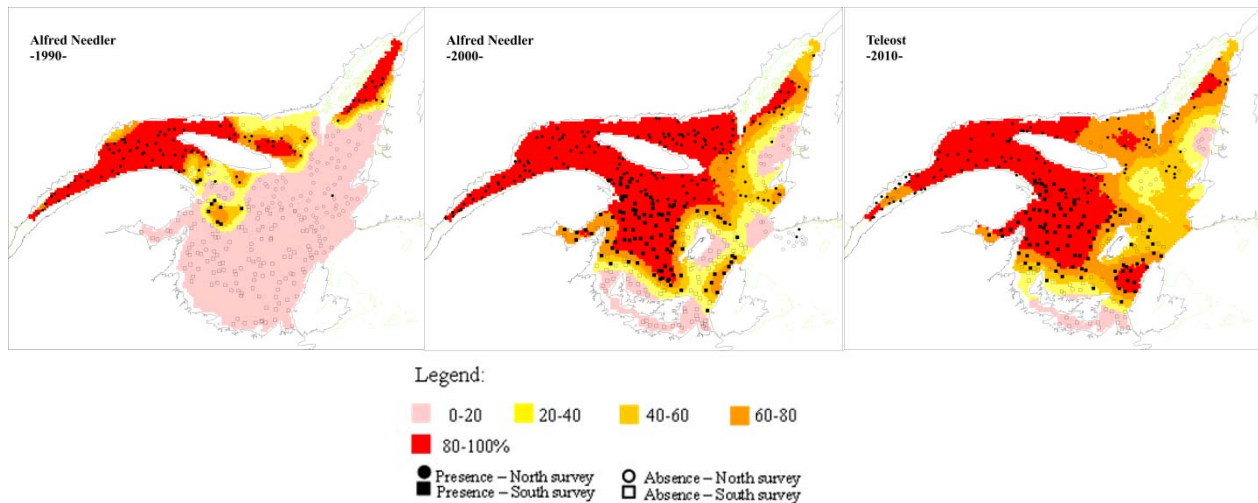 Alfred Needler
-1990-
Alfred Needler
-2000-
Teleost
-2010-
Legend:
0-20
20-40
40-60
60-80
80-100%
Presence – North survey
Absence – North survey
Presence – South survey
Absence – South survey